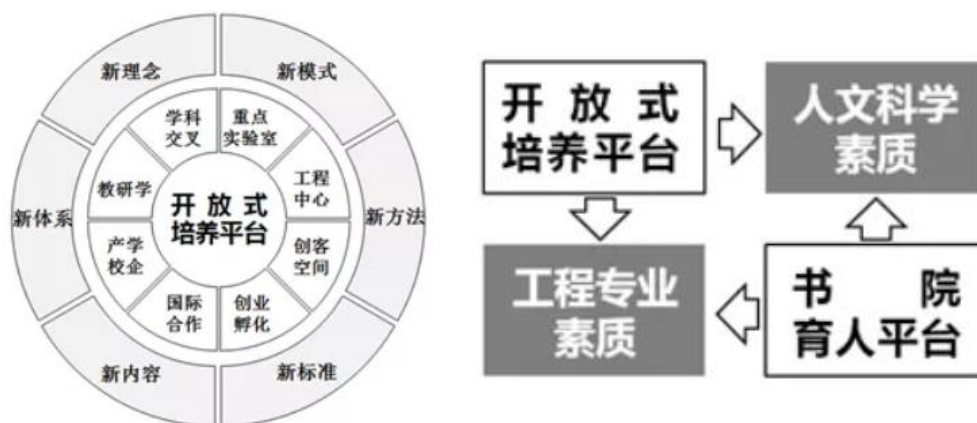 新理念
新模式
新方法
新标准
新内容
新体系
学科
交叉
重点
实验室
工程
中心
创客
空间
创业
孵化
国际
合作
产学
校企
教研学
开放式
培养平台
开放式
培养平台
人文科学
素质
工程专业
素质
书院
育人平台